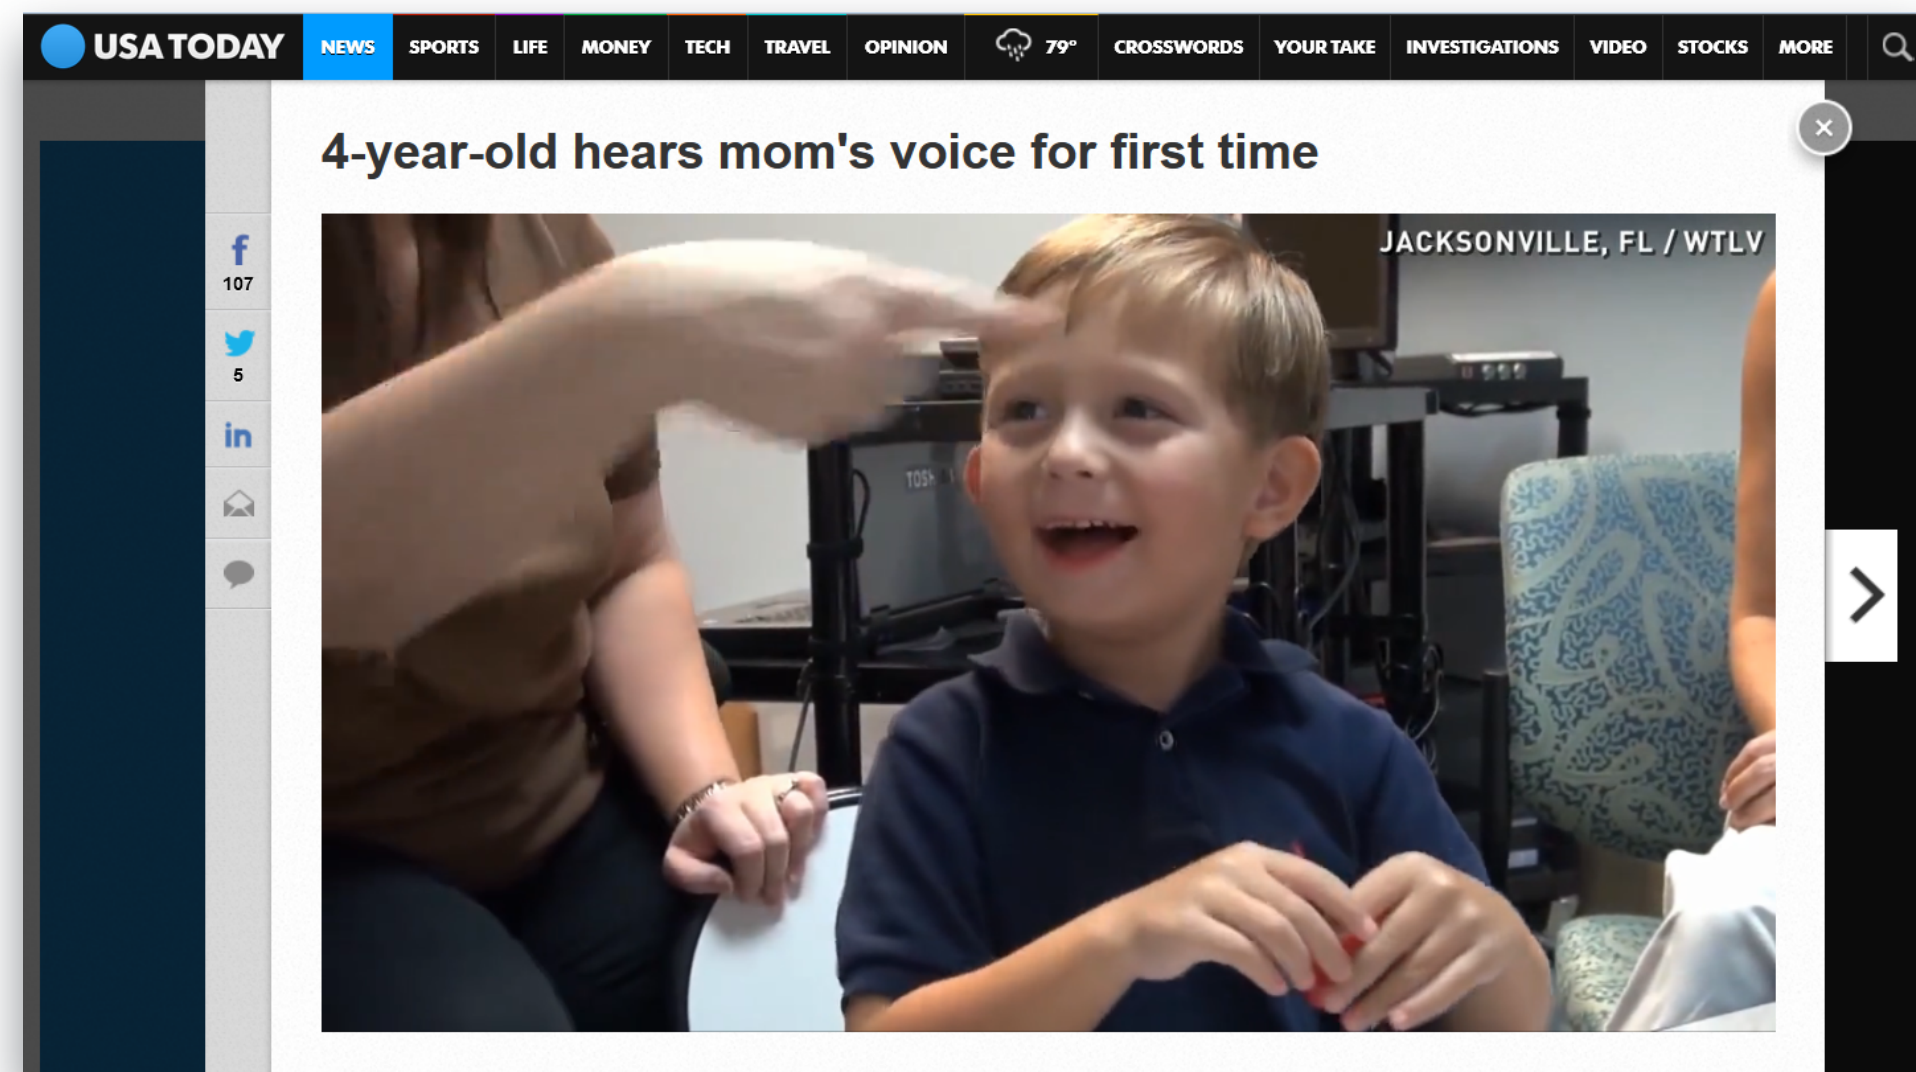 USA TODAY NEWS SPORTS LIFE MONEY TECH TRAVEL OPINION 79° CROSSWORDS YOUR TAKE INVESTIGATIONS VIDEO STOCKS MORE
4-year-old hears mom's voice for first time
JACKSONVILLE, FL / WTLV
f
107
5
in